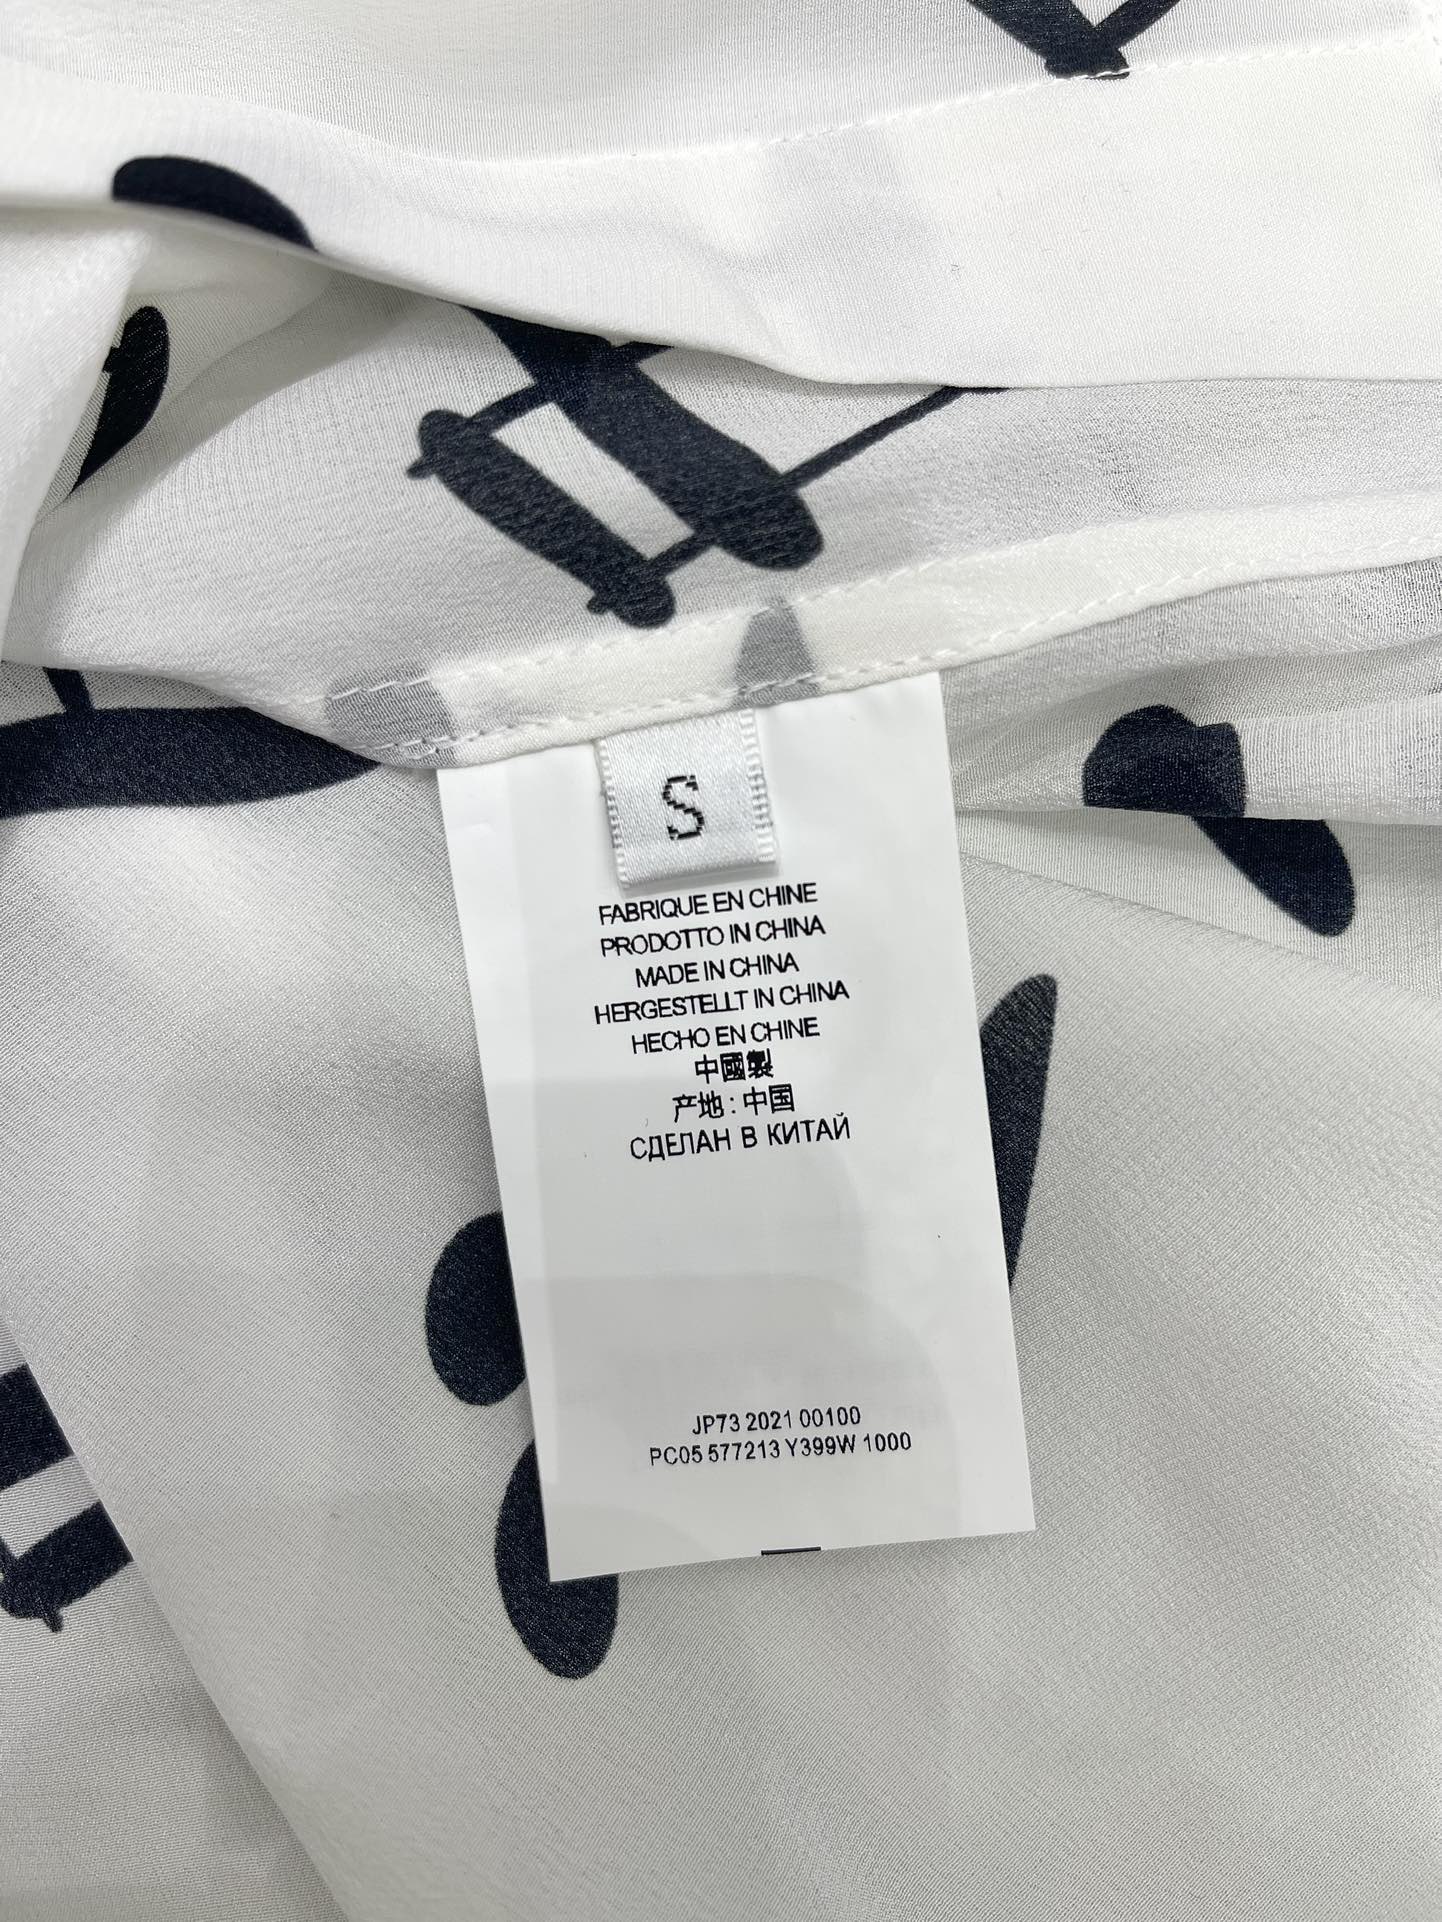 S
FABRIQUE EN CHINE
PRODOTTO IN CHINA
MADE IN CHINA
HERGESTELLT IN CHINA
HECHO EN CHINE
中國製
产地：中国
СДЕЛАН В КИТАЙ
JP73 2021 00100
PC05 577213 Y399W 1000